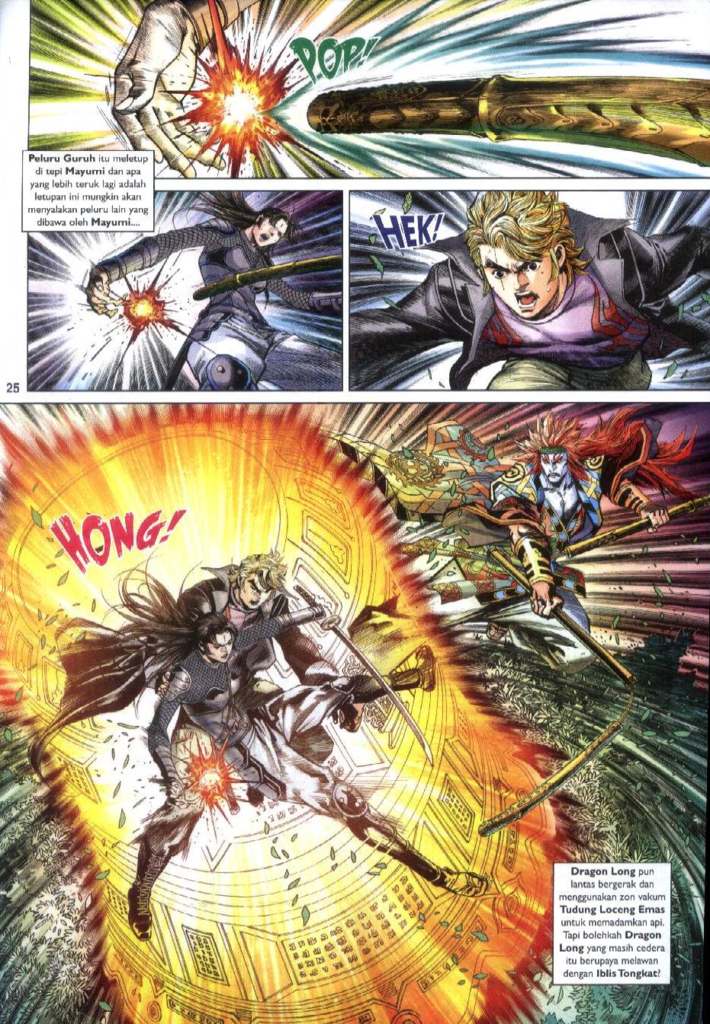 POP!
Peluru Guruh itu meletup
di tepi Mayumi dan apa
yang lebih teruk lagi adalah
letupan ini mungkin akan
menyalakan peluru lain yang
dibawa oleh Mayumi....
HEK!
25
HONG!
Dragon Long pun
lantas bergerak dan
menggunakan zon vakum
Tudung Loceng Emas
untuk memadamkan api.
Tapi bolehkah Dragon
Long yang masih cedera
itu berupaya melawan
dengan Iblis Tongkat?